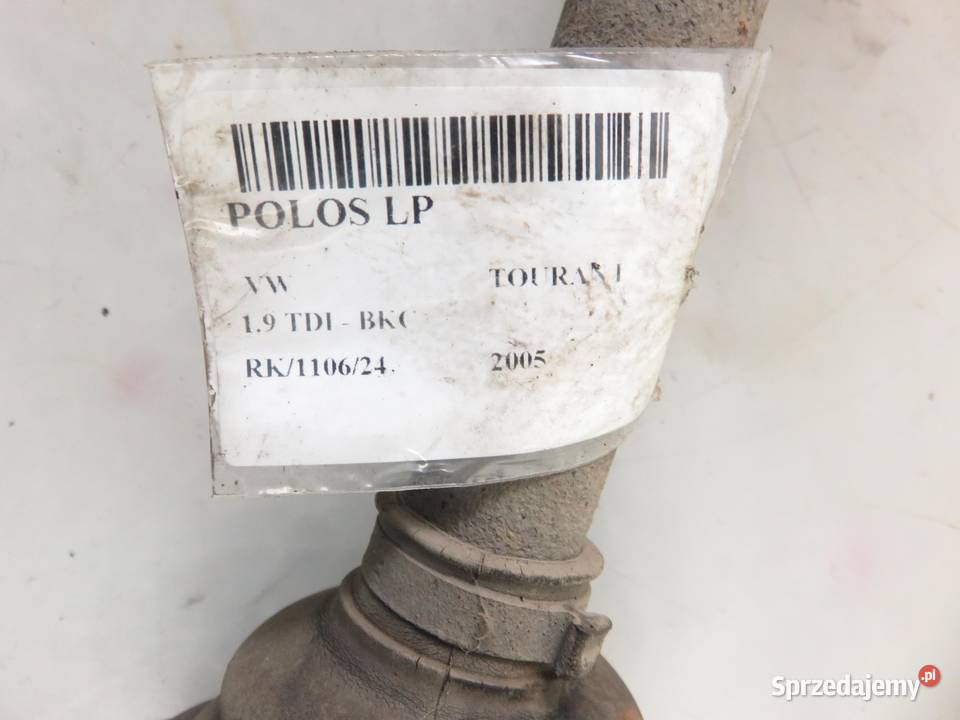 POLOS LP
VW TOURAN I
1.9 TDI - BKC
RK/1106/24. 2005
Sprzedajemy.pl